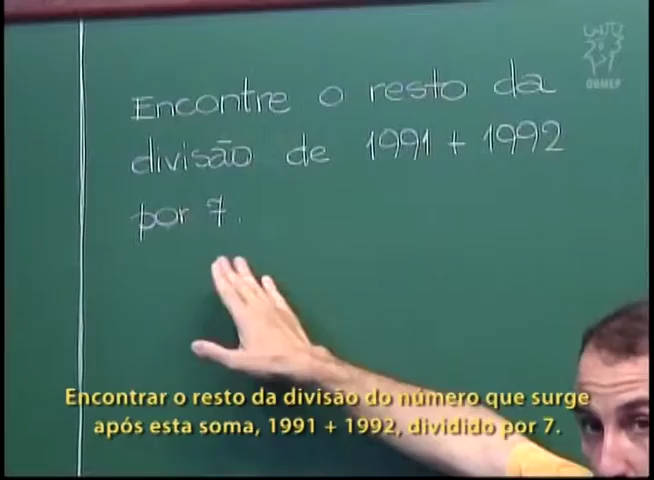 OBMEP
Encontre o resto da
divisão de 1991 + 1992
por 7.
Encontrar o resto da divisão do número que surge
após esta soma, 1991 + 1992, dividido por 7.